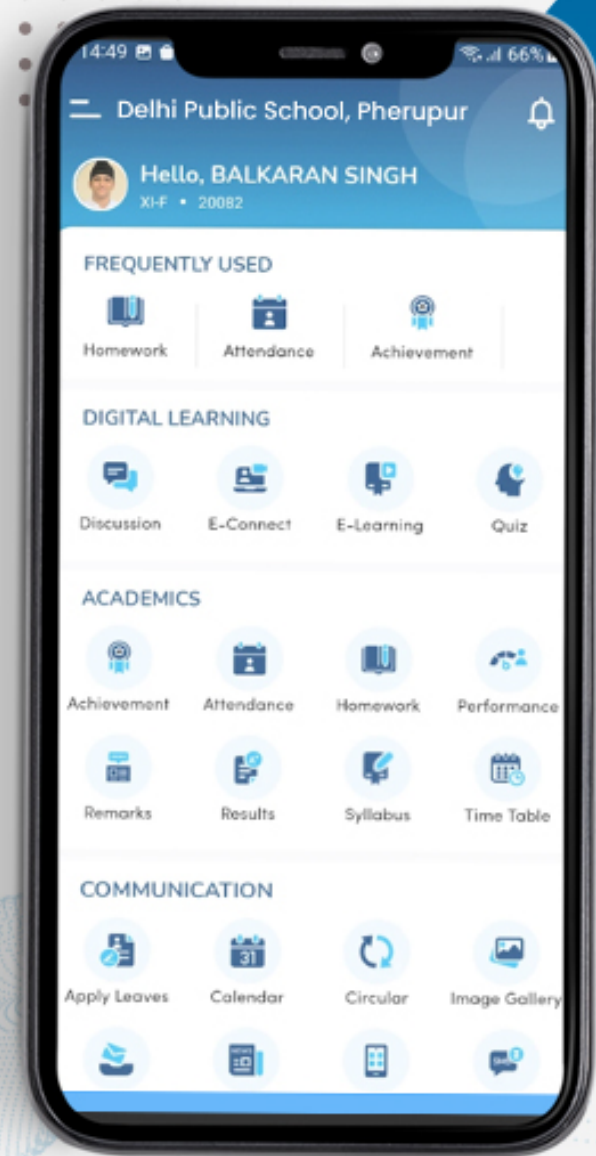 14:49 66%
Delhi Public School, Pherupur
Hello, BALKARAN SINGH
XI-F • 20082
FREQUENTLY USED
Homework Attendance Achievement
DIGITAL LEARNING
Discussion E-Connect E-Learning Quiz
ACADEMICS
Achievement Attendance Homework Performance
Remarks Results Syllabus Time Table
COMMUNICATION
31
Apply Leaves Calendar Circular Image Gallery
NEWS